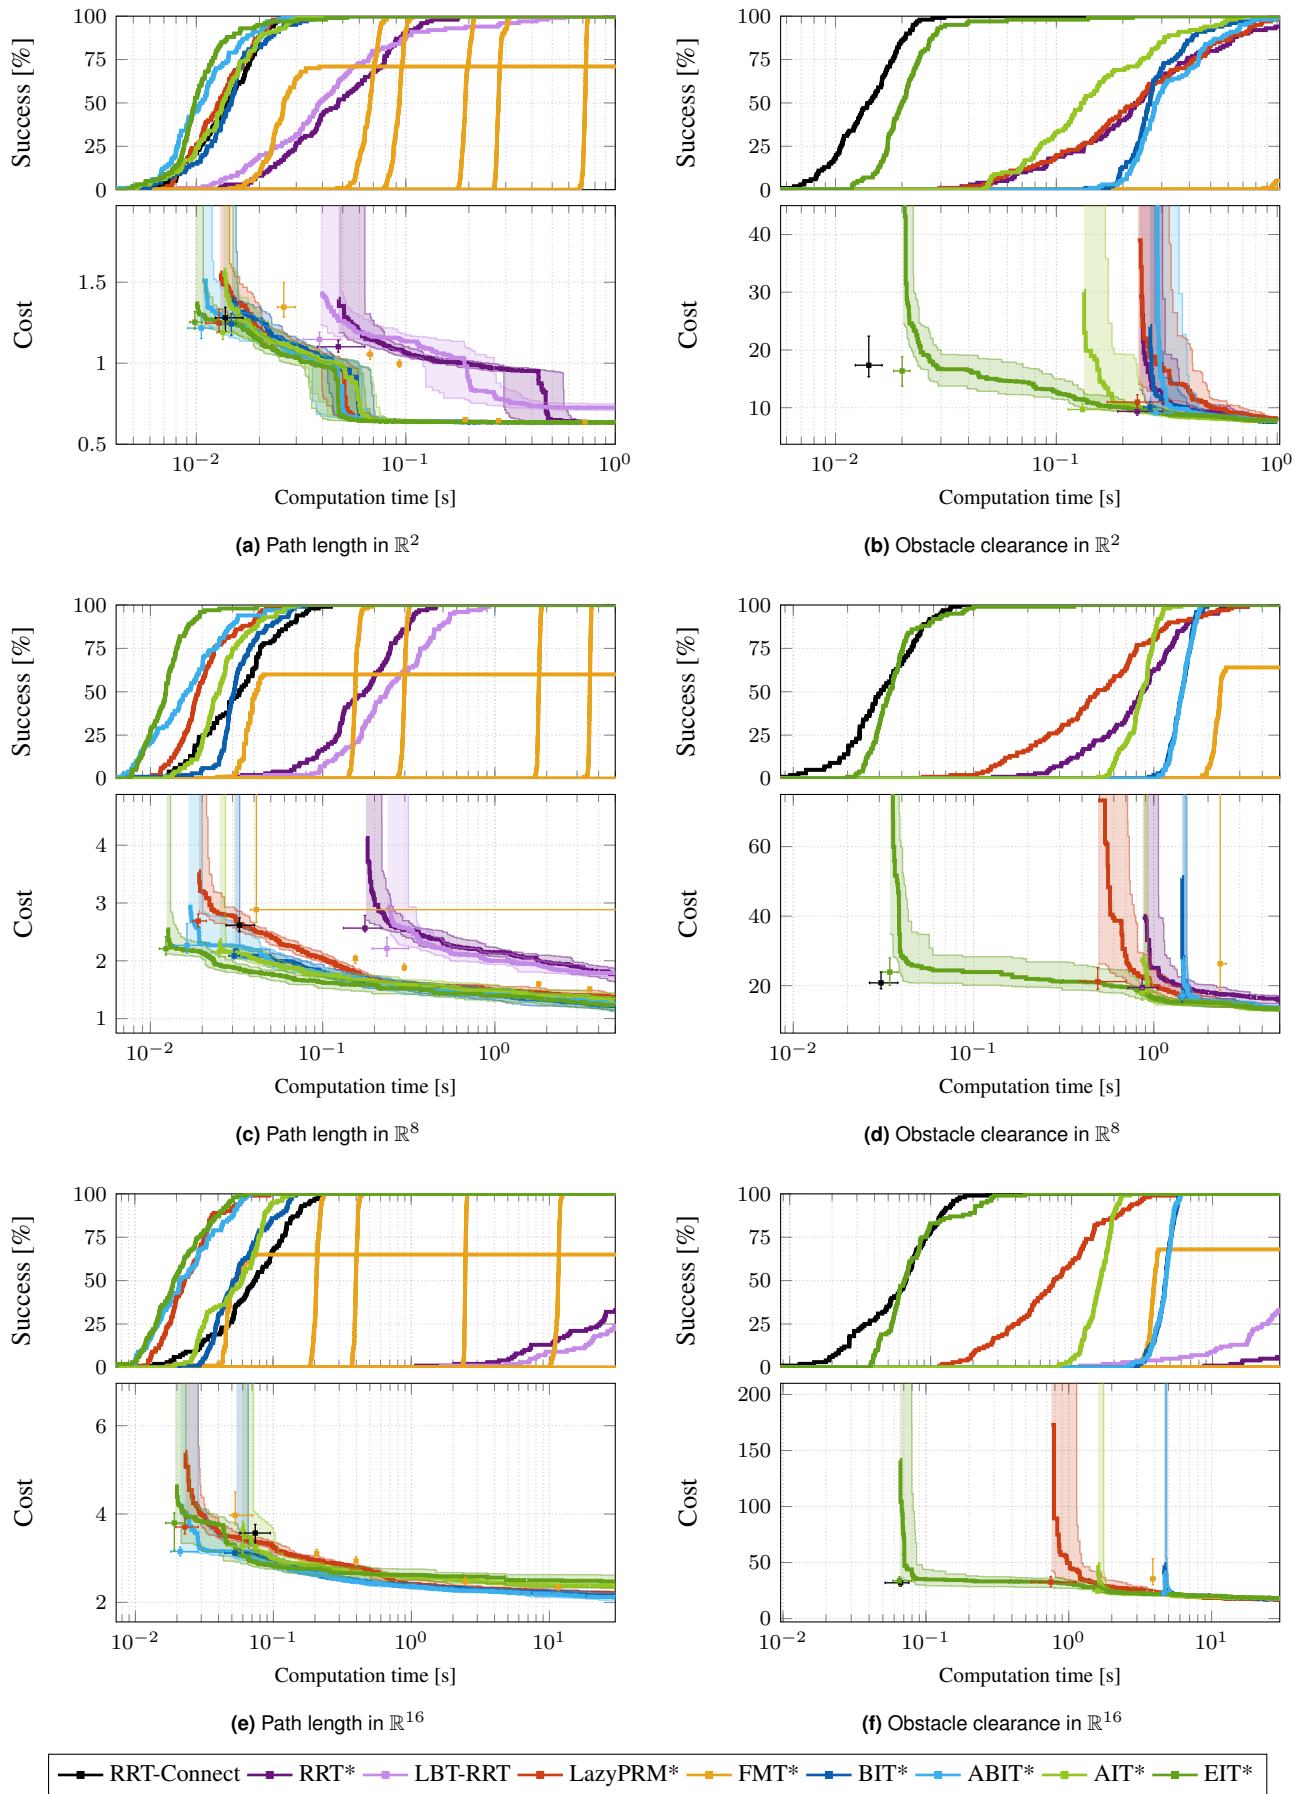 100
75
50
25
0
Success [%]
1.5
1
0.5
Cost
10^−2
10^−1
10^0
Computation time [s]
(a) Path length in ℝ^2
100
75
50
25
0
Success [%]
40
30
20
10
Cost
10^−2
10^−1
10^0
Computation time [s]
(b) Obstacle clearance in ℝ^2
100
75
50
25
0
Success [%]
4
3
2
1
Cost
10^−2
10^−1
10^0
Computation time [s]
(c) Path length in ℝ^8
100
75
50
25
0
Success [%]
60
40
20
Cost
10^−2
10^−1
10^0
Computation time [s]
(d) Obstacle clearance in ℝ^8
100
75
50
25
0
Success [%]
6
4
2
Cost
10^−2
10^−1
10^0
10^1
Computation time [s]
(e) Path length in ℝ^16
100
75
50
25
0
Success [%]
200
150
100
50
0
Cost
10^−2
10^−1
10^0
10^1
Computation time [s]
(f) Obstacle clearance in ℝ^16
RRT-Connect RRT* LBT-RRT LazyPRM* FMT* BIT* ABIT* AIT* EIT*